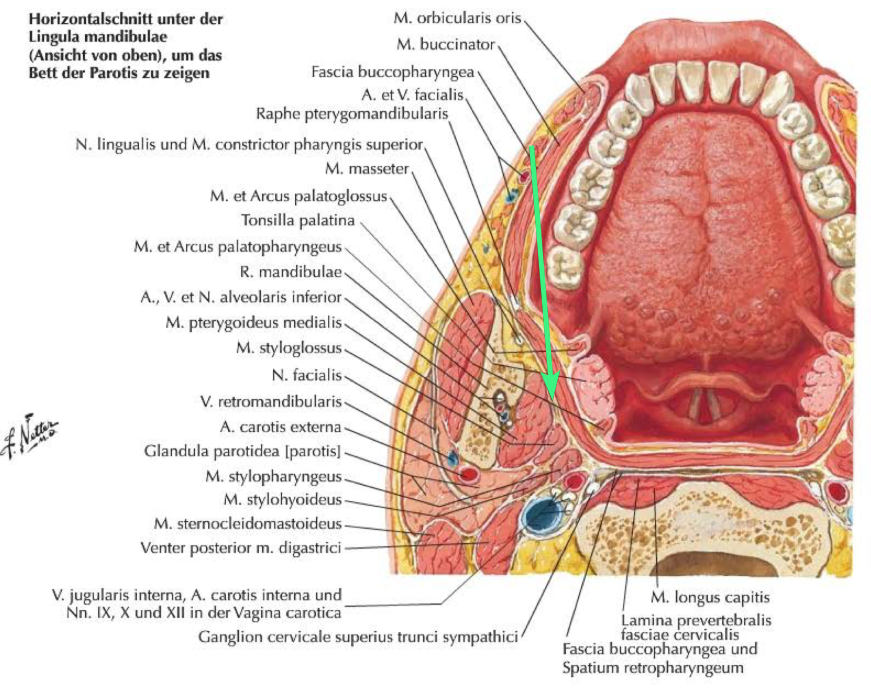 Horizontalschnitt unter der
Lingula mandibulae
(Ansicht von oben), um das
Bett der Parotis zu zeigen
M. orbicularis oris
M. buccinator
Fascia buccopharyngea
A. et V. facialis
Raphe pterygomandibularis
N. lingualis und M. constrictor pharyngis superior
M. masseter
M. et Arcus palatoglossus
Tonsilla palatina
M. et Arcus palatopharyngeus
R. mandibulae
A., V. et N. alveolaris inferior
M. pterygoideus medialis
M. styloglossus
N. facialis
V. retromandibularis
A. carotis externa
Glandula parotidea [parotis]
M. stylopharyngeus
M. stylohyoideus
M. sternocleidomastoideus
Venter posterior m. digastrici
V. jugularis interna, A. carotis interna und
Nn. IX, X und XII in der Vagina carotica
Ganglion cervicale superius trunci sympathici
M. longus capitis
Lamina prevertebralis
fasciae cervicalis
Fascia buccopharyngea und
Spatium retropharyngeum
F. Netter